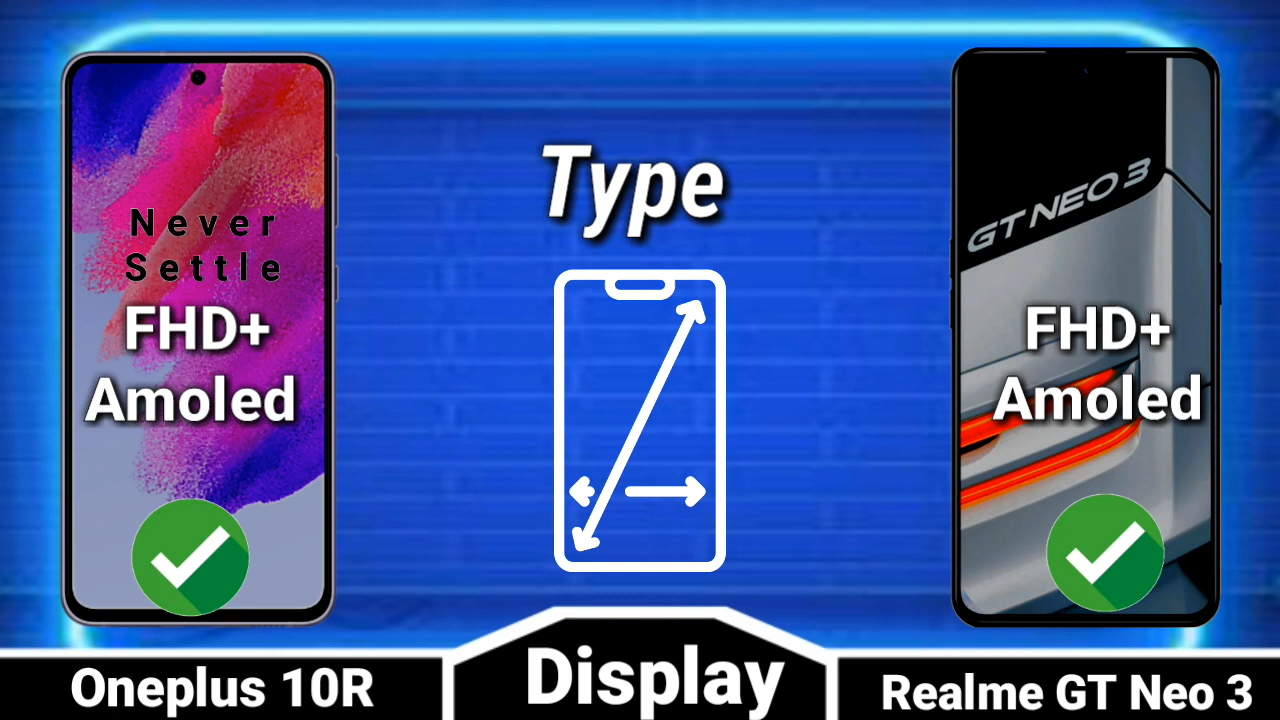 Type
Never
Settle
FHD+
Amoled
GT NEO 3
FHD+
Amoled
Oneplus 10R
Display
Realme GT Neo 3